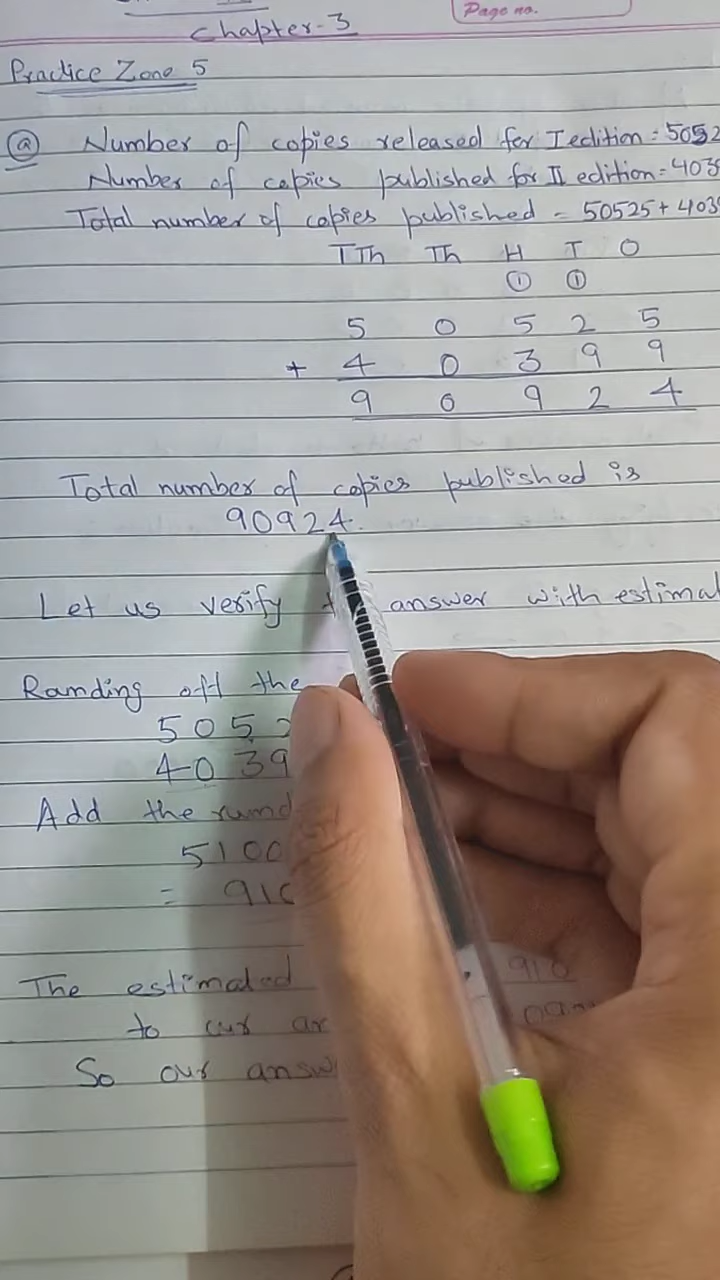 Page no.
Chapter-3
Practice Zone 5
(a) Number of copies released for I edition = 5052
Number of copies published for II edition = 403
Total number of copies published = 50525 + 403
TTh Th H T O
1 1
5 0 5 2 5
+ 4 0 3 9 9
9 0 9 2 4
Total number of copies published is
90924.
Let us verify answer with estimat
Randing off the
505
4039
Add the
5100
= 910
The estimated 910
to our
So our